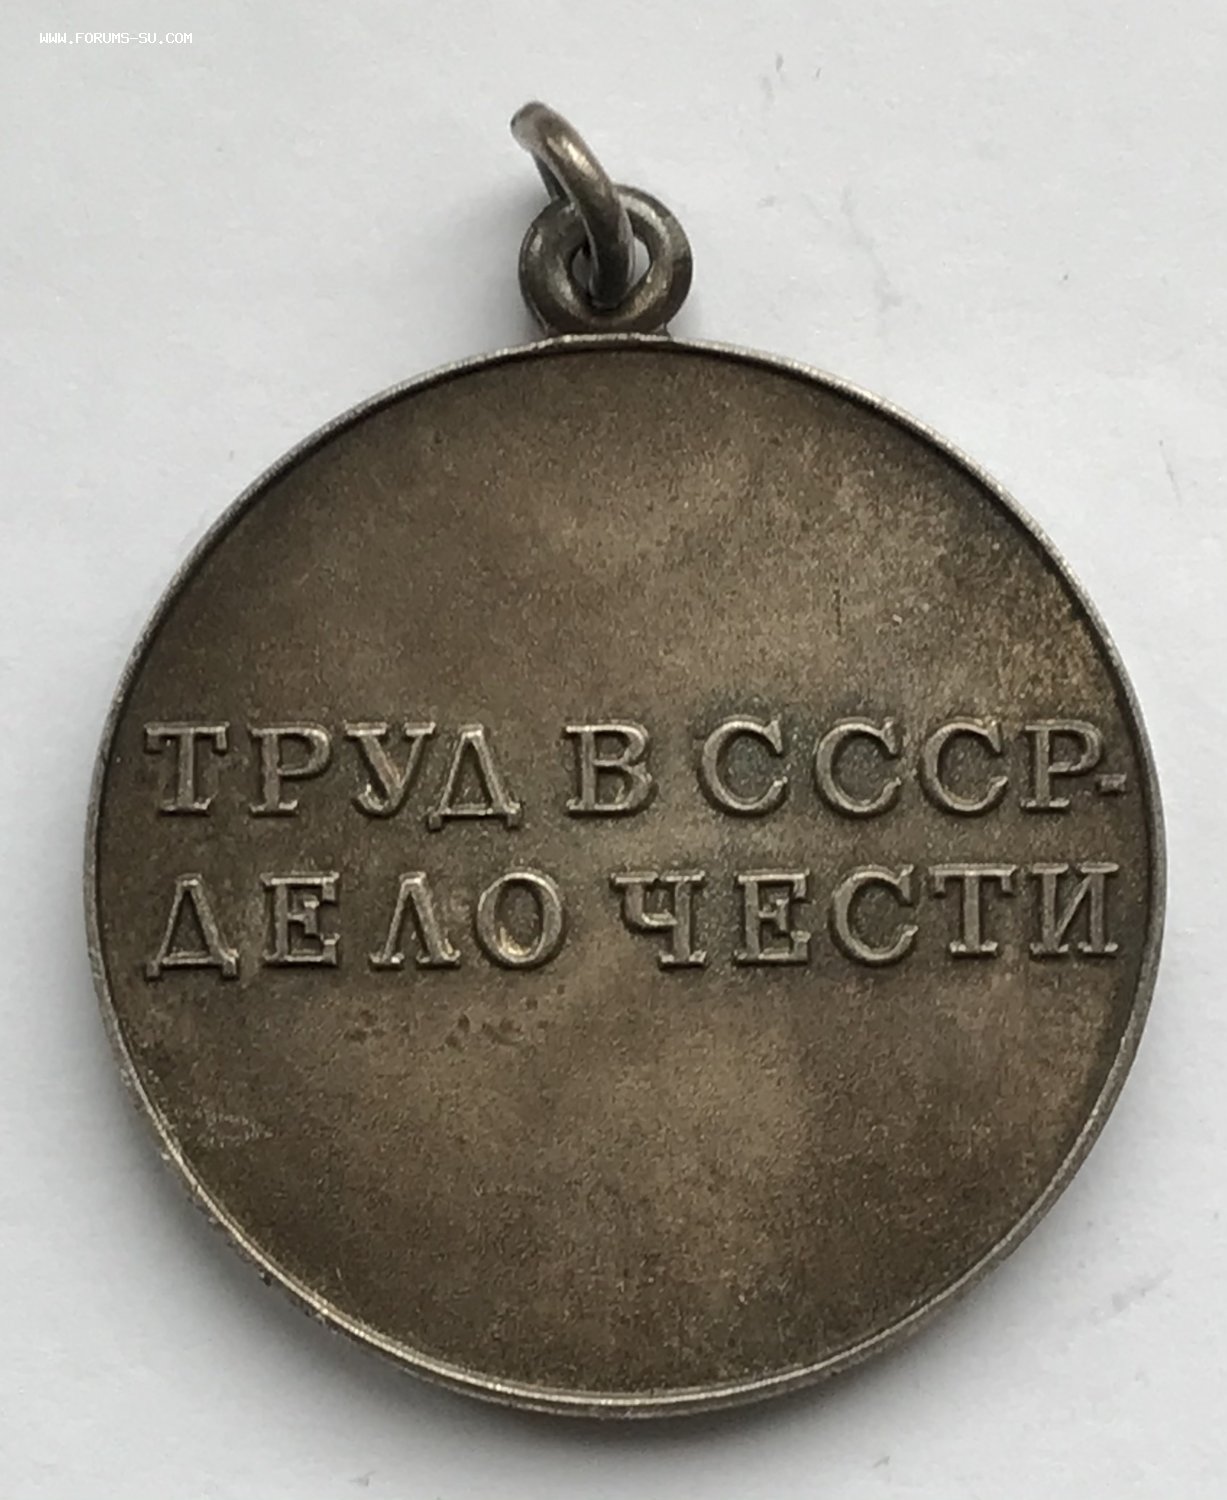 WWW.FORUMS-SU.COM
ТРУД В СССР-
ДЕЛО ЧЕСТИ